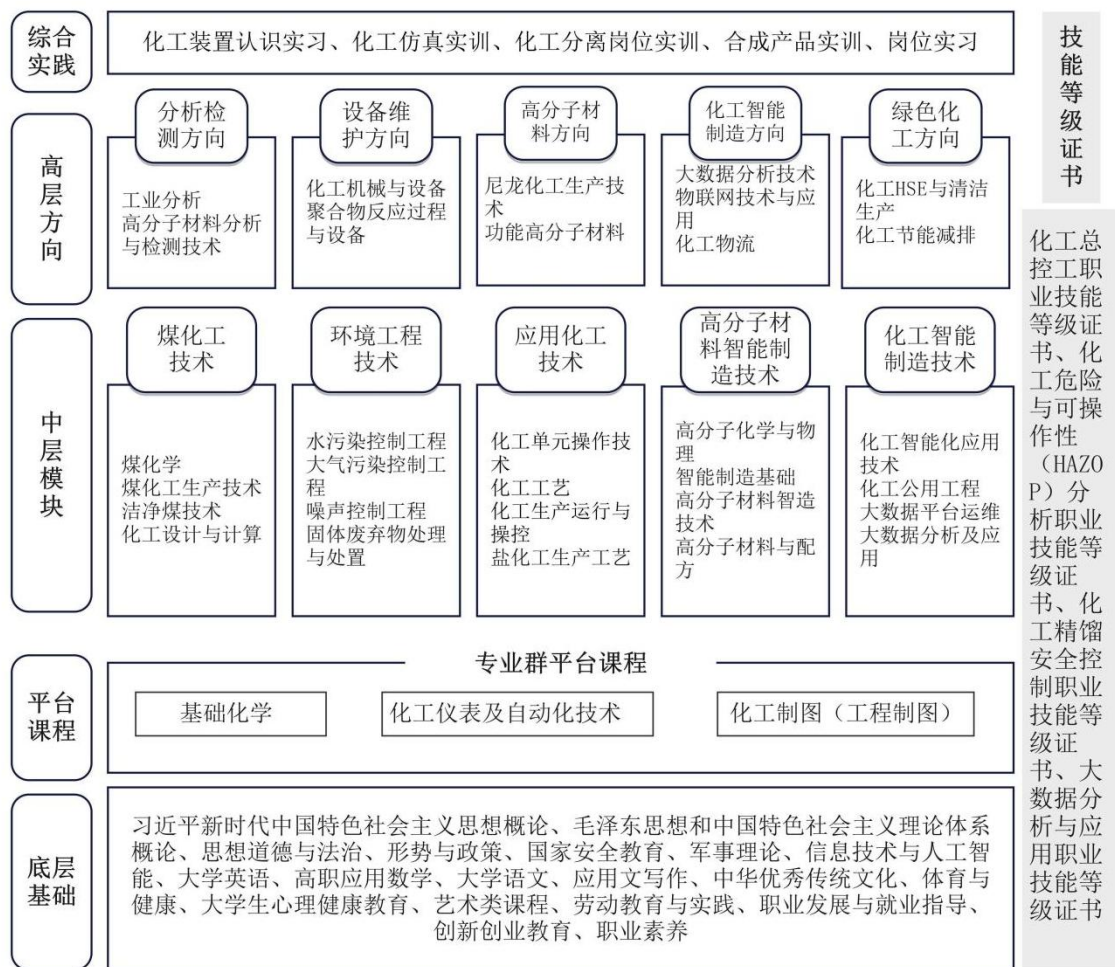 综合
实践
化工装置认识实习、化工仿真实训、化工分离岗位实训、合成产品实训、岗位实习
高
层
方
向
分析检
测方向
工业分析
高分子材料分析
与检测技术
设备维
护方向
化工机械与设备
聚合物反应过程
与设备
高分子材
料方向
尼龙化工生产技
术
功能高分子材料
化工智能
制造方向
大数据分析技术
物联网技术与应
用
化工物流
绿色化
工方向
化工HSE与清洁
生产
化工节能减排
中
层
模
块
煤化工
技术
煤化学
煤化工生产技术
洁净煤技术
化工设计与计算
环境工程
技术
水污染控制工程
大气污染控制工
程
噪声控制工程
固体废弃物处理
与处置
应用化工
技术
化工单元操作技
术
化工工艺
化工生产运行与
操控
盐化工生产工艺
高分子材
料智能制
造技术
高分子化学与物
理
智能制造基础
高分子材料智造
技术
高分子材料与配
方
化工智能
制造技术
化工智能化应用
技术
化工公用工程
大数据平台运维
大数据分析及应
用
平台
课程
专业群平台课程
基础化学
化工仪表及自动化技术
化工制图（工程制图）
底层
基础
习近平新时代中国特色社会主义思想概论、毛泽东思想和中国特色社会主义理论体系
概论、思想道德与法治、形势与政策、国家安全教育、军事理论、信息技术与人工智
能、大学英语、高职应用数学、大学语文、应用文写作、中华优秀传统文化、体育与
健康、大学生心理健康教育、艺术类课程、劳动教育与实践、职业发展与就业指导、
创新创业教育、职业素养
技
能
等
级
证
书
化工总
控工职
业技能
等级证
书、化
工危险
与可操
作性
（HAZO
P）分
析职业
技能等
级证
书、化
工精馏
安全控
制职业
技能等
级证
书、大
数据分
析与应
用职业
技能等
级证书